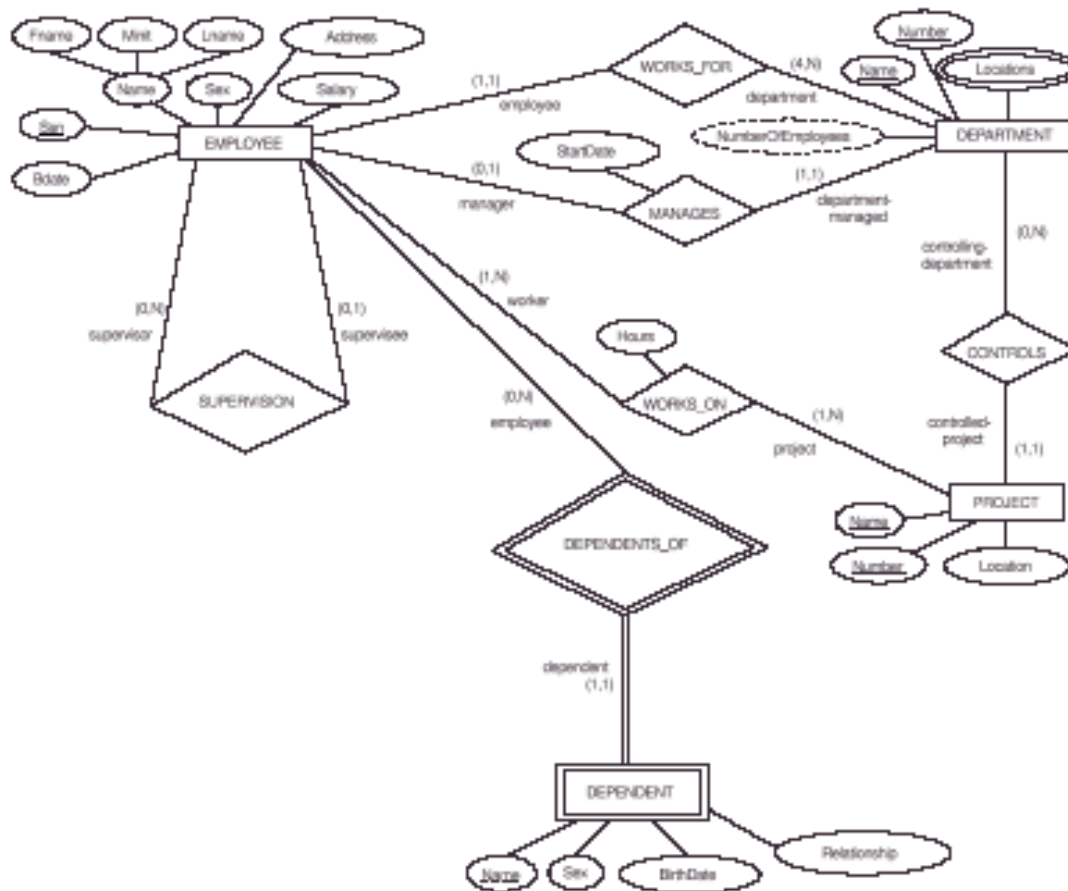 Fname
Minit
Lname
Address
Name
Sex
Salary
Ssn
EMPLOYEE
Bdate
(1,1)
employee
WORKS_FOR
(4,N)
department
Number
Name
Locations
NumberOfEmployees
DEPARTMENT
StartDate
(0,1)
manager
MANAGES
(1,1)
department-
managed
(0,N)
controlling-
department
(1,N)
worker
(0,N)
supervisor
(0,1)
supervisee
SUPERVISION
Hours
WORKS_ON
CONTROLS
(0,N)
employee
(1,N)
project
controlled-
project
(1,1)
PROJECT
Name
Number
Location
DEPENDENTS_OF
dependent
(1,1)
DEPENDENT
Name
Sex
BirthDate
Relationship